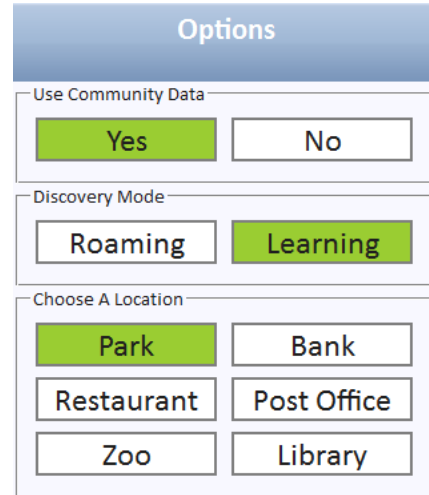 Options
Use Community Data
Yes No
Discovery Mode
Roaming Learning
Choose A Location
Park Bank
Restaurant Post Office
Zoo Library